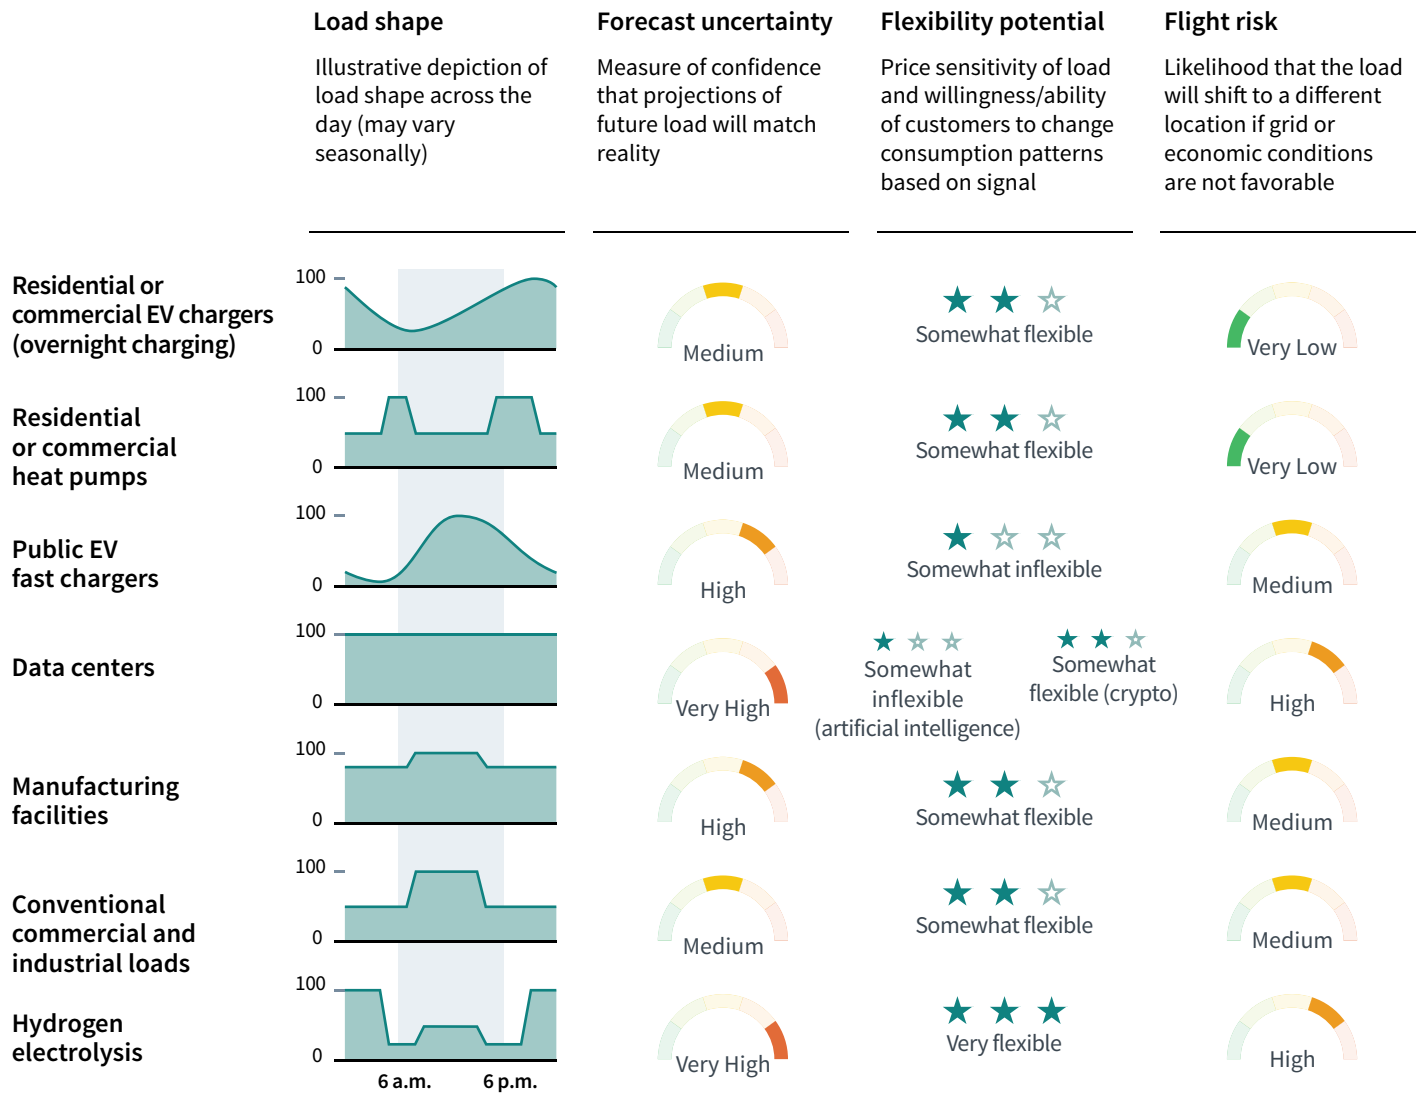 Load shape
Illustrative depiction of
load shape across the
day (may vary
seasonally)
Forecast uncertainty
Measure of confidence
that projections of
future load will match
reality
Flexibility potential
Price sensitivity of load
and willingness/ability
of customers to change
consumption patterns
based on signal
Flight risk
Likelihood that the load
will shift to a different
location if grid or
economic conditions
are not favorable
Residential or
commercial EV chargers
(overnight charging)
100
0
Medium
Somewhat flexible
Very Low
Residential
or commercial
heat pumps
100
0
Medium
Somewhat flexible
Very Low
Public EV
fast chargers
100
0
High
Somewhat inflexible
Medium
Data centers
100
0
Very High
Somewhat
inflexible
(artificial intelligence)
Somewhat
flexible (crypto)
High
Manufacturing
facilities
100
0
High
Somewhat flexible
Medium
Conventional
commercial and
industrial loads
100
0
Medium
Somewhat flexible
Medium
Hydrogen
electrolysis
100
0
Very High
Very flexible
High
6 a.m.
6 p.m.